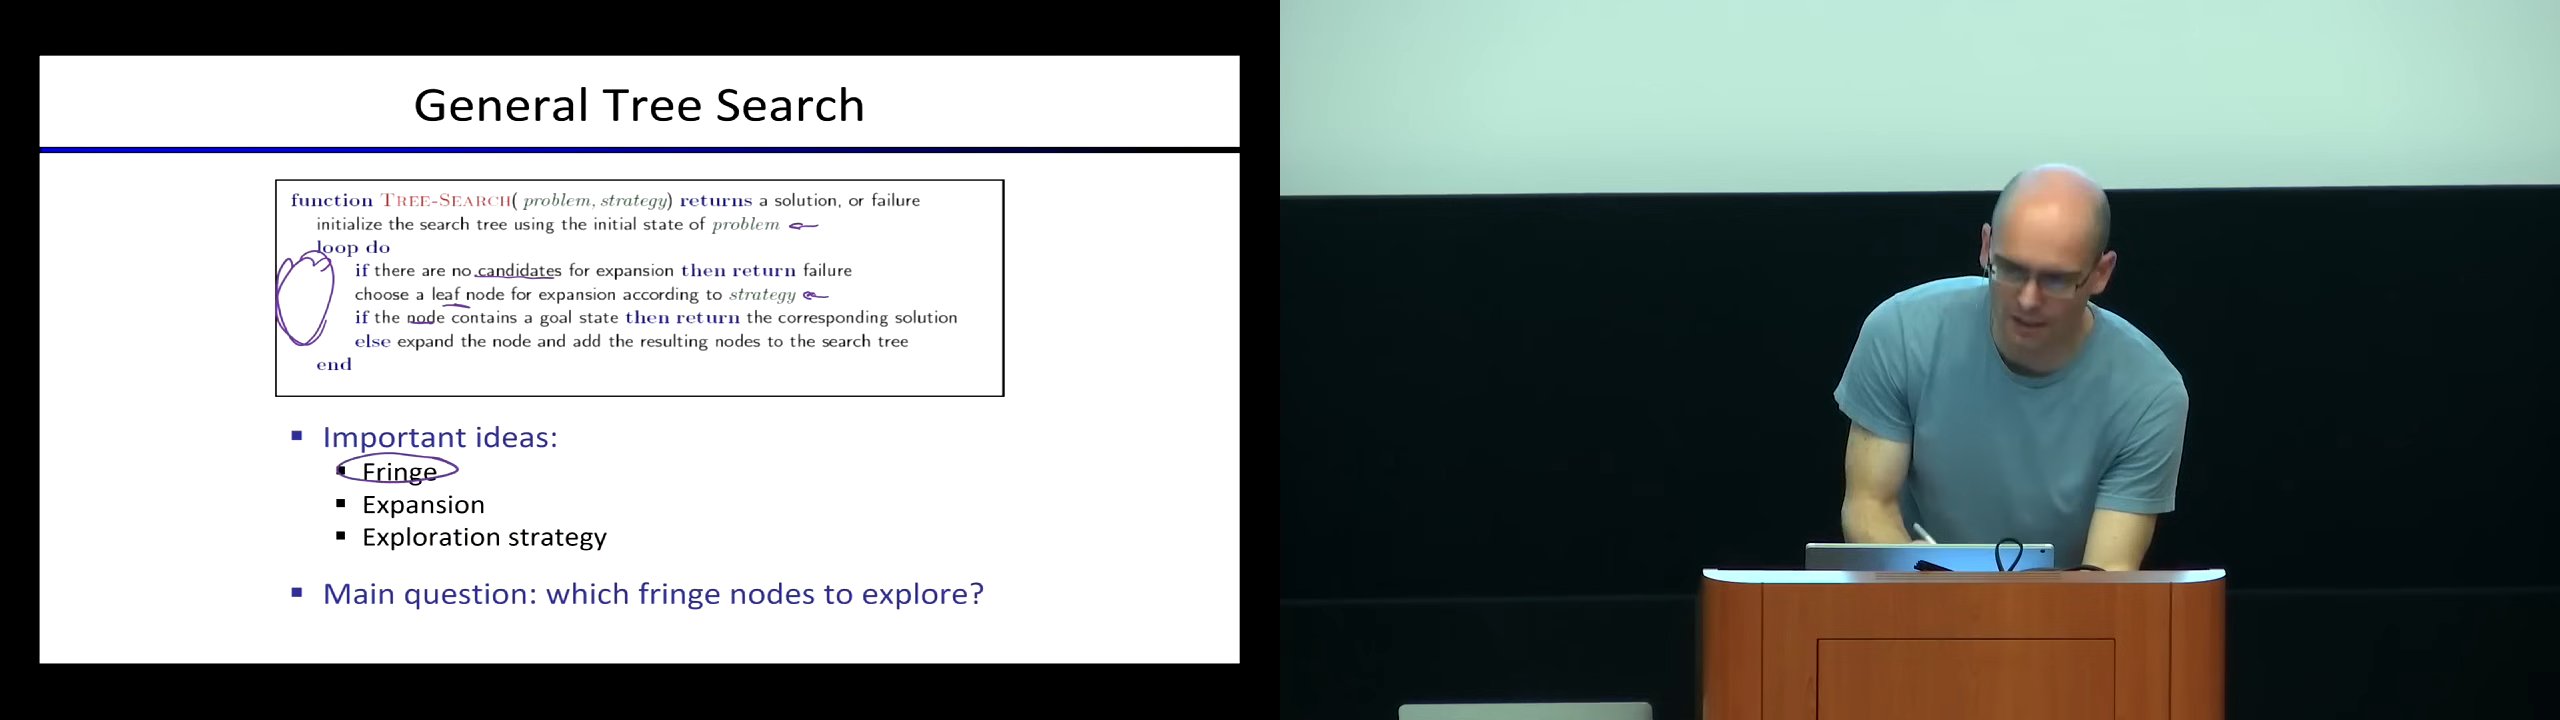 General Tree Search
function TREE-SEARCH( problem, strategy) returns a solution, or failure
initialize the search tree using the initial state of problem
loop do
if there are no candidates for expansion then return failure
choose a leaf node for expansion according to strategy
if the node contains a goal state then return the corresponding solution
else expand the node and add the resulting nodes to the search tree
end
▪ Important ideas:
▪ Fringe
▪ Expansion
▪ Exploration strategy
▪ Main question: which fringe nodes to explore?